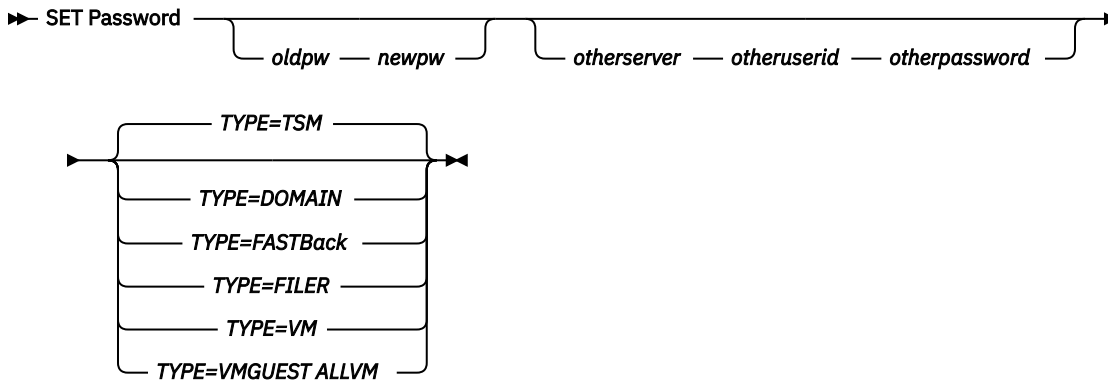 SET Password
oldpw newpw
otherserver otheruserid otherpassword
TYPE=TSM
TYPE=DOMAIN
TYPE=FASTBack
TYPE=FILER
TYPE=VM
TYPE=VMGUEST ALLVM